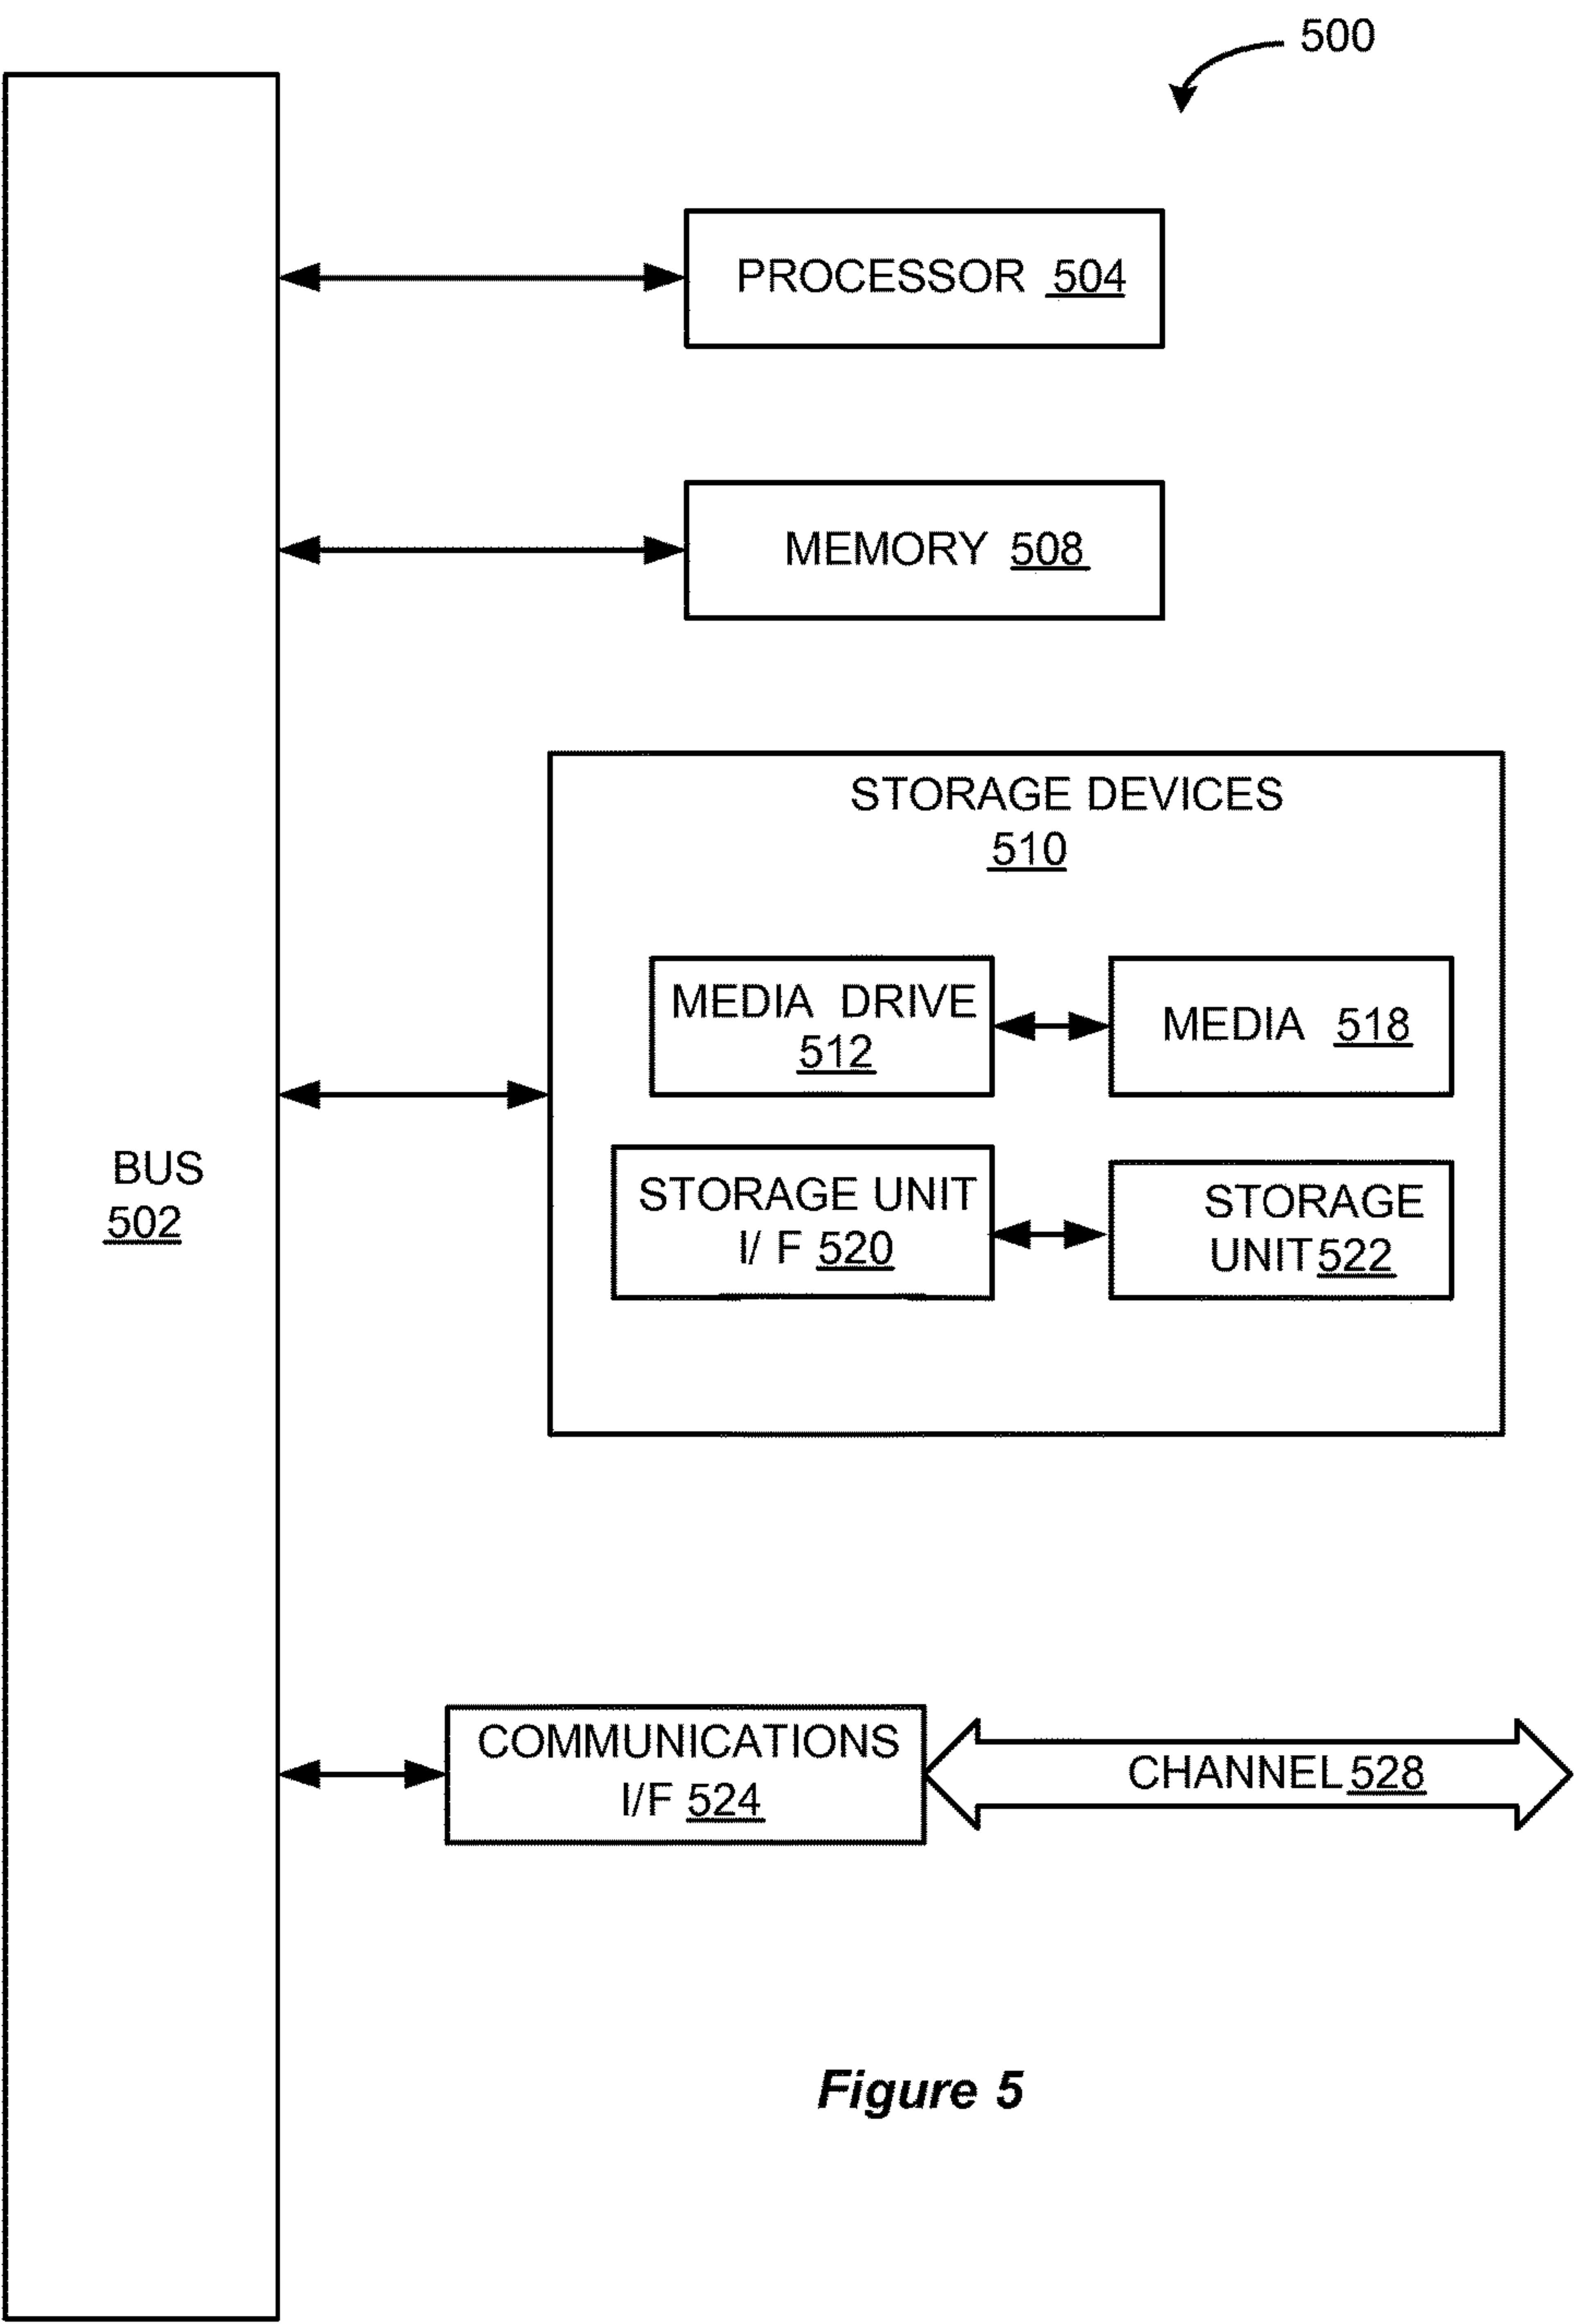 500
PROCESSOR 504
MEMORY 508
STORAGE DEVICES
510
MEDIA DRIVE
512
MEDIA 518
BUS
502
STORAGE UNIT
I/ F 520
STORAGE
UNIT 522
COMMUNICATIONS
I/F 524
CHANNEL 528
Figure 5